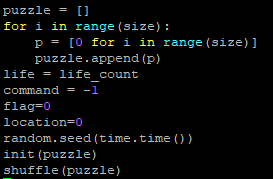 puzzle = []
for i in range(size):
    p = [0 for i in range(size)]
    puzzle.append(p)
life = life_count
command = -1
flag=0
location=0
random.seed(time.time())
init(puzzle)
shuffle(puzzle)